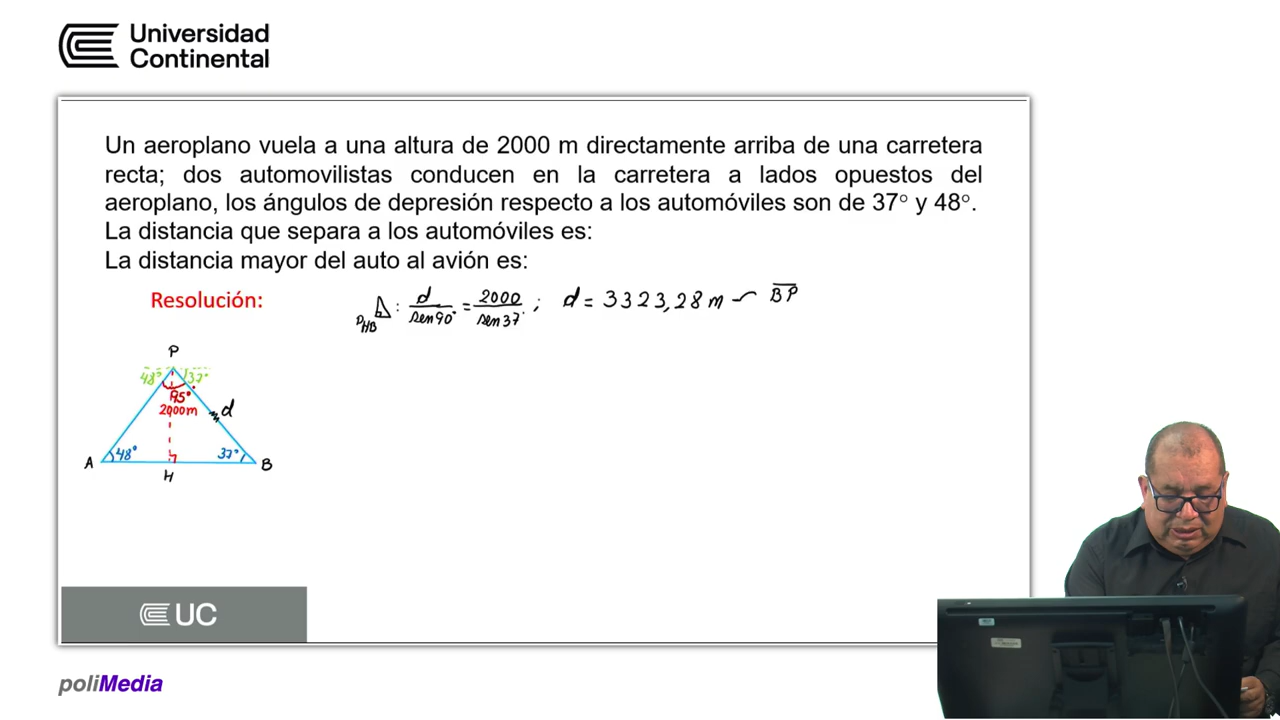 Universidad
Continental
Un aeroplano vuela a una altura de 2000 m directamente arriba de una carretera
recta; dos automovilistas conducen en la carretera a lados opuestos del
aeroplano, los ángulos de depresión respecto a los automóviles son de 37° y 48°.
La distancia que separa a los automóviles es:
La distancia mayor del auto al avión es:
Resolución:
PHB : d/sen90° = 2000/sen37° ; d = 3323,28 m BP
P
48° 37°
95°
2000m d
A 48° 37° B
H
UC
poliMedia